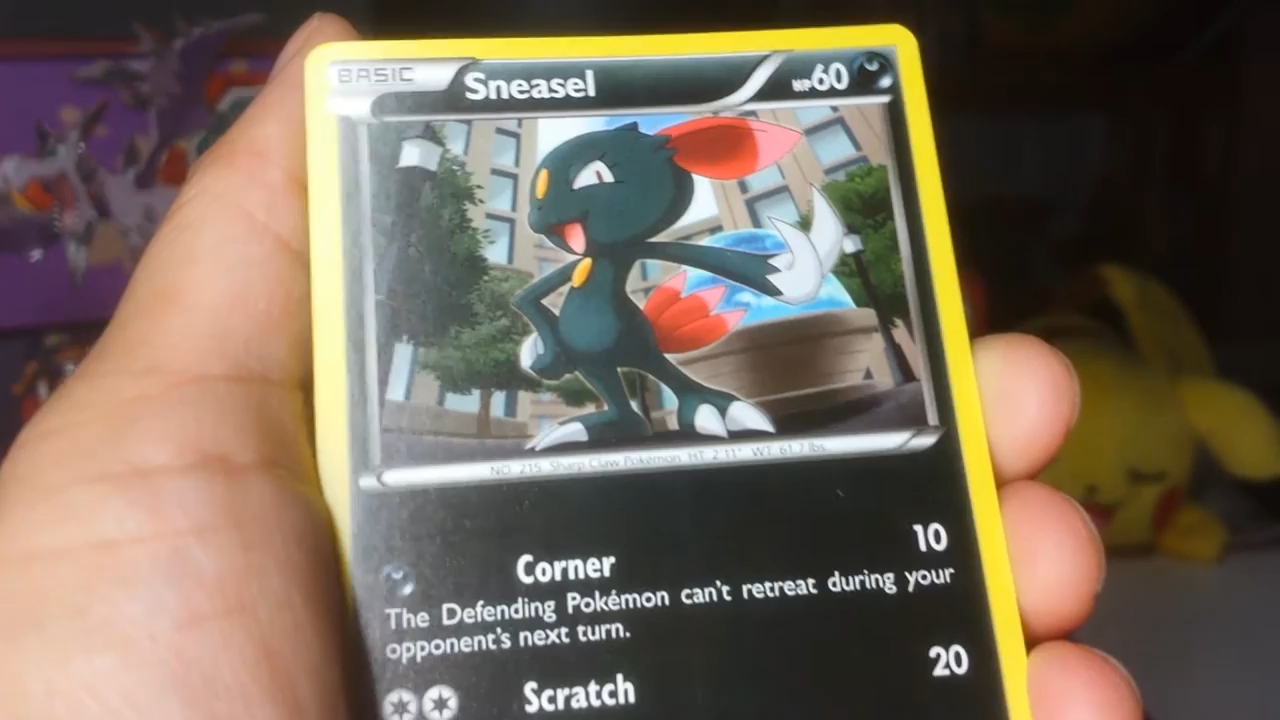 BASIC Sneasel HP60
NO. 215 Sharp Claw Pokémon HT: 2'11" WT: 61.7 lbs.
Corner 10
The Defending Pokémon can't retreat during your
opponent's next turn.
Scratch 20